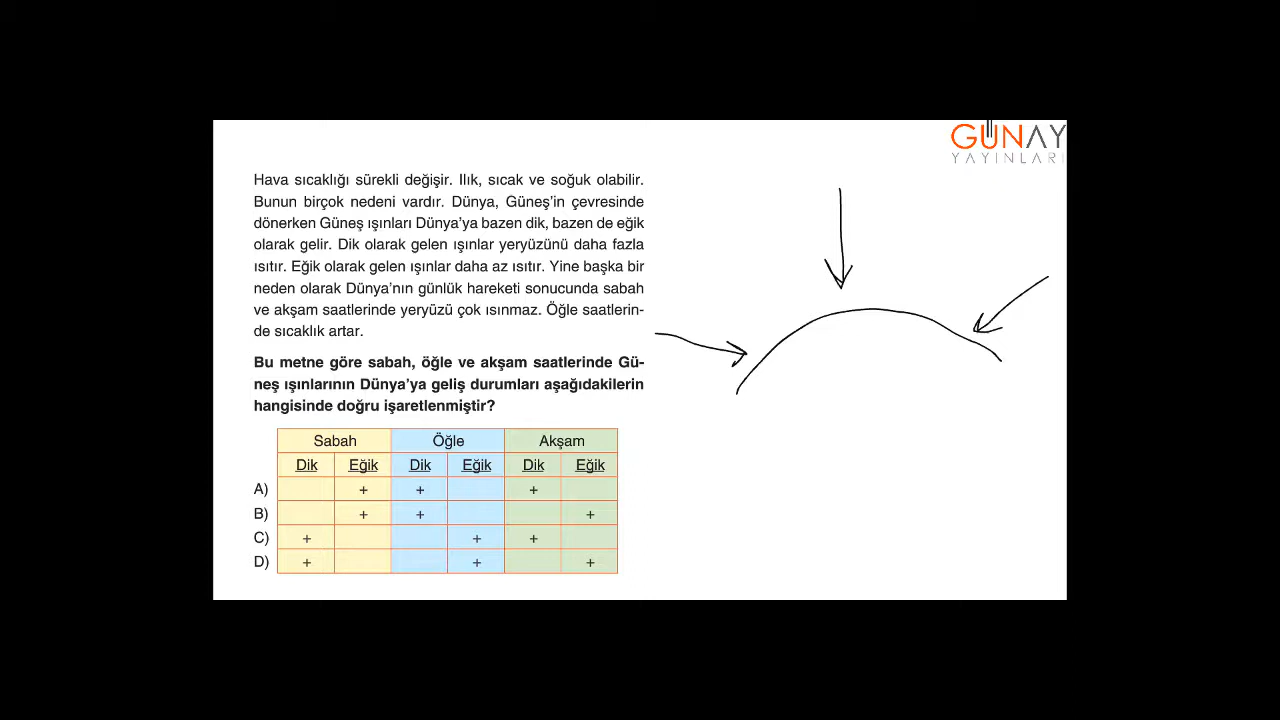 GÜNAY
YAYINLARI
Hava sıcaklığı sürekli değişir. Ilık, sıcak ve soğuk olabilir.
Bunun birçok nedeni vardır. Dünya, Güneş'in çevresinde
dönerken Güneş ışınları Dünya'ya bazen dik, bazen de eğik
olarak gelir. Dik olarak gelen ışınlar yeryüzünü daha fazla
ısıtır. Eğik olarak gelen ışınlar daha az ısıtır. Yine başka bir
neden olarak Dünya'nın günlük hareketi sonucunda sabah
ve akşam saatlerinde yeryüzü çok ısınmaz. Öğle saatlerin-
de sıcaklık artar.
Bu metne göre sabah, öğle ve akşam saatlerinde Gü-
neş ışınlarının Dünya'ya geliş durumları aşağıdakilerin
hangisinde doğru işaretlenmiştir?
Sabah Öğle Akşam
Dik Eğik Dik Eğik Dik Eğik
A) + + +
B) + + +
C) + + +
D) + + +